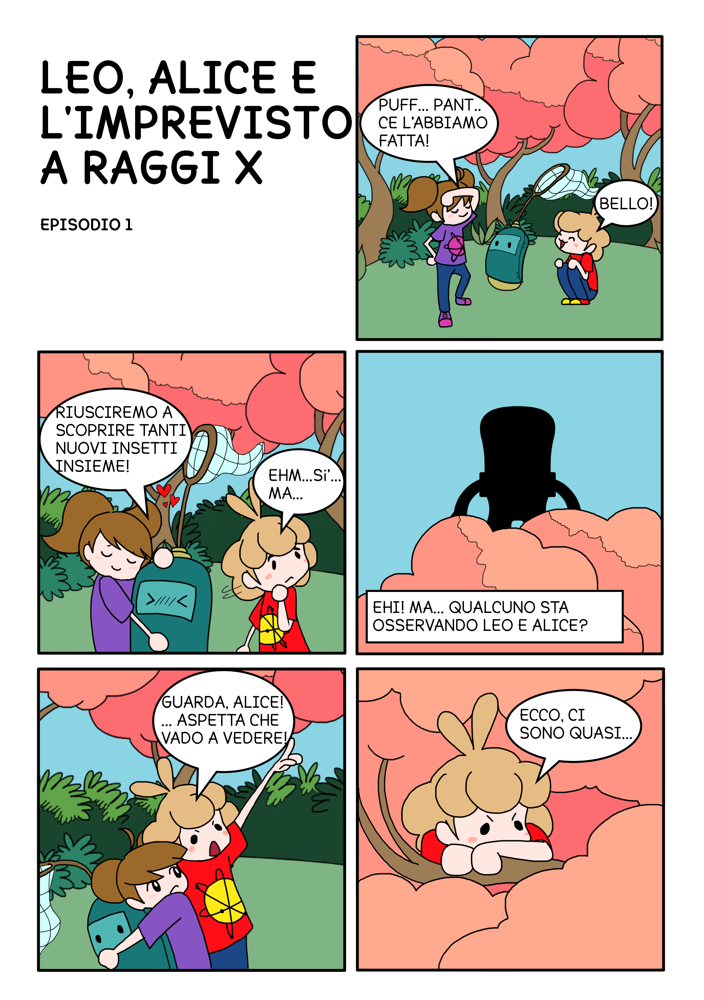 LEO, ALICE E
L'IMPREVISTO
A RAGGI X
EPISODIO 1
PUFF... PANT..
CE L'ABBIAMO
FATTA!
BELLO!
RIUSCIREMO A
SCOPRIRE TANTI
NUOVI INSETTI
INSIEME!
EHM...Si'...
MA...
EHI! MA... QUALCUNO STA
OSSERVANDO LEO E ALICE?
GUARDA, ALICE!
... ASPETTA CHE
VADO A VEDERE!
ECCO, CI
SONO QUASI...